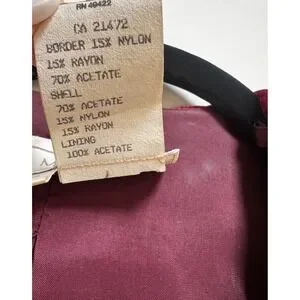 RN 49422
CA 21472
BORDER 15% NYLON
15% RAYON
70% ACETATE
SHELL
70% ACETATE
15% NYLON
15% RAYON
LINING
100% ACETATE